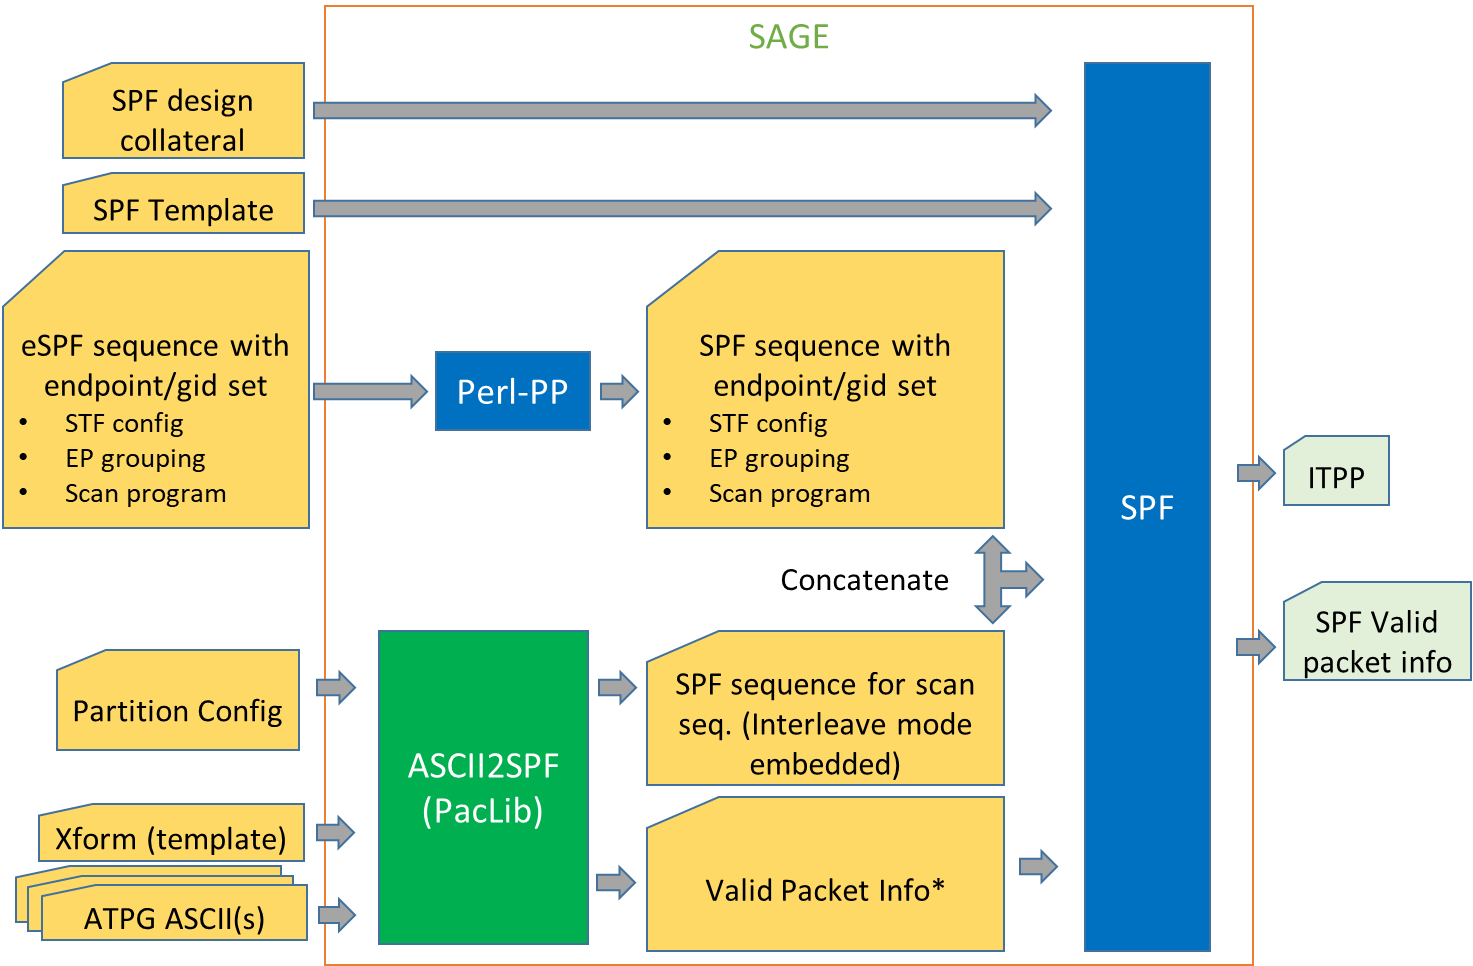 SAGE
SPF design
collateral
SPF Template
eSPF sequence with
endpoint/gid set
• STF config
• EP grouping
• Scan program
Perl-PP
SPF sequence with
endpoint/gid set
• STF config
• EP grouping
• Scan program
SPF
ITPP
Concatenate
SPF Valid
packet info
Partition Config
ASCII2SPF
(PacLib)
SPF sequence for scan
seq. (Interleave mode
embedded)
Xform (template)
ATPG ASCII(s)
Valid Packet Info*